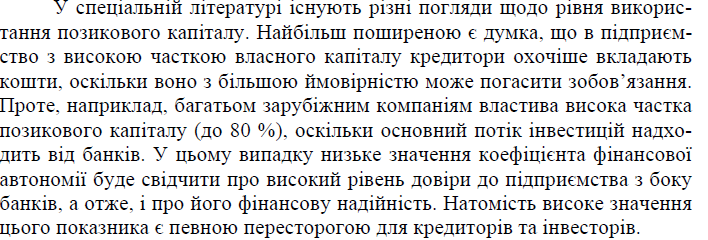 У спеціальній літературі існують різні погляди щодо рівня викорис-
тання позикового капіталу. Найбільш поширеною є думка, що в підприєм-
ство з високою часткою власного капіталу кредитори охочіше вкладають
кошти, оскільки воно з більшою ймовірністю може погасити зобов’язання.
Проте, наприклад, багатьом зарубіжним компаніям властива висока частка
позикового капіталу (до 80 %), оскільки основний потік інвестицій надхо-
дить від банків. У цьому випадку низьке значення коефіцієнта фінансової
автономії буде свідчити про високий рівень довіри до підприємства з боку
банків, а отже, і про його фінансову надійність. Натомість високе значення
цього показника є певною пересторогою для кредиторів та інвесторів.